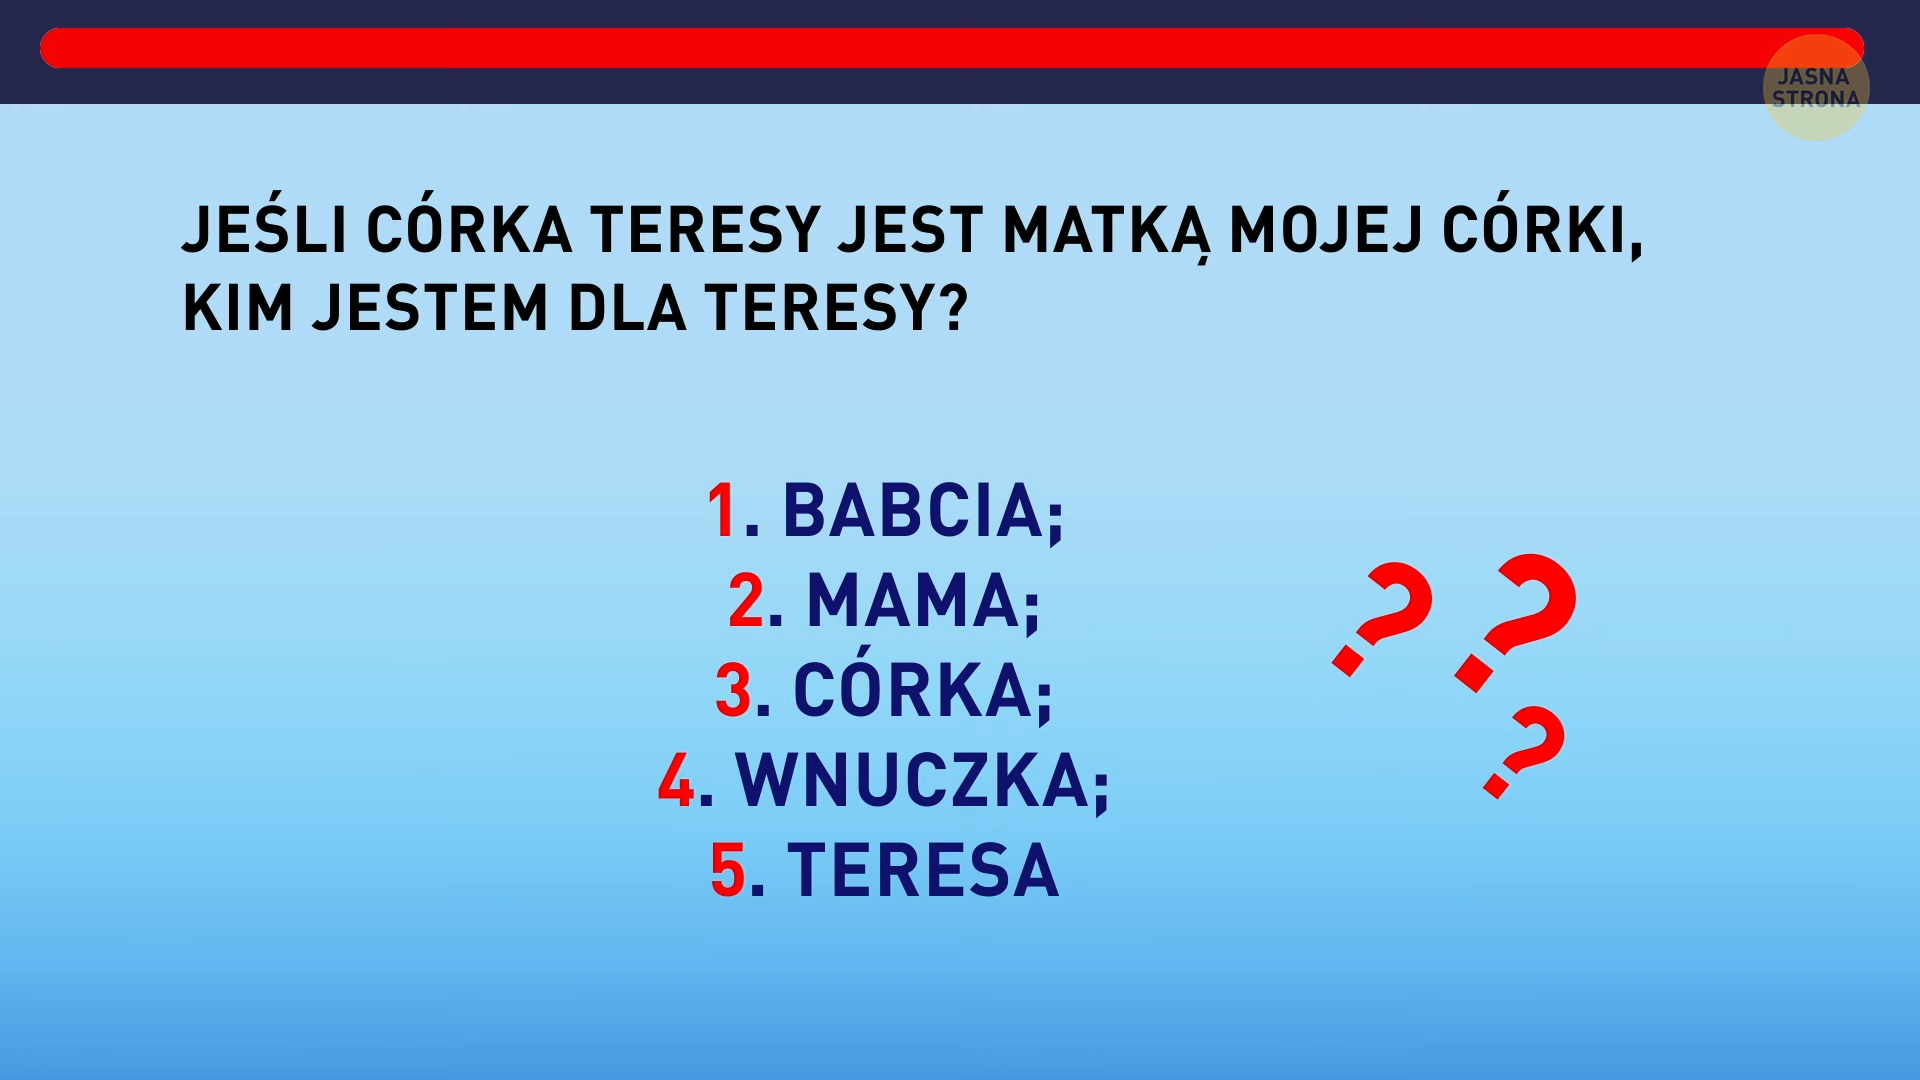 JASNA
STRONA
JEŚLI CÓRKA TERESY JEST MATKĄ MOJEJ CÓRKI,
KIM JESTEM DLA TERESY?
1. BABCIA;
2. MAMA;
3. CÓRKA;
4. WNUCZKA;
5. TERESA
? ?
?